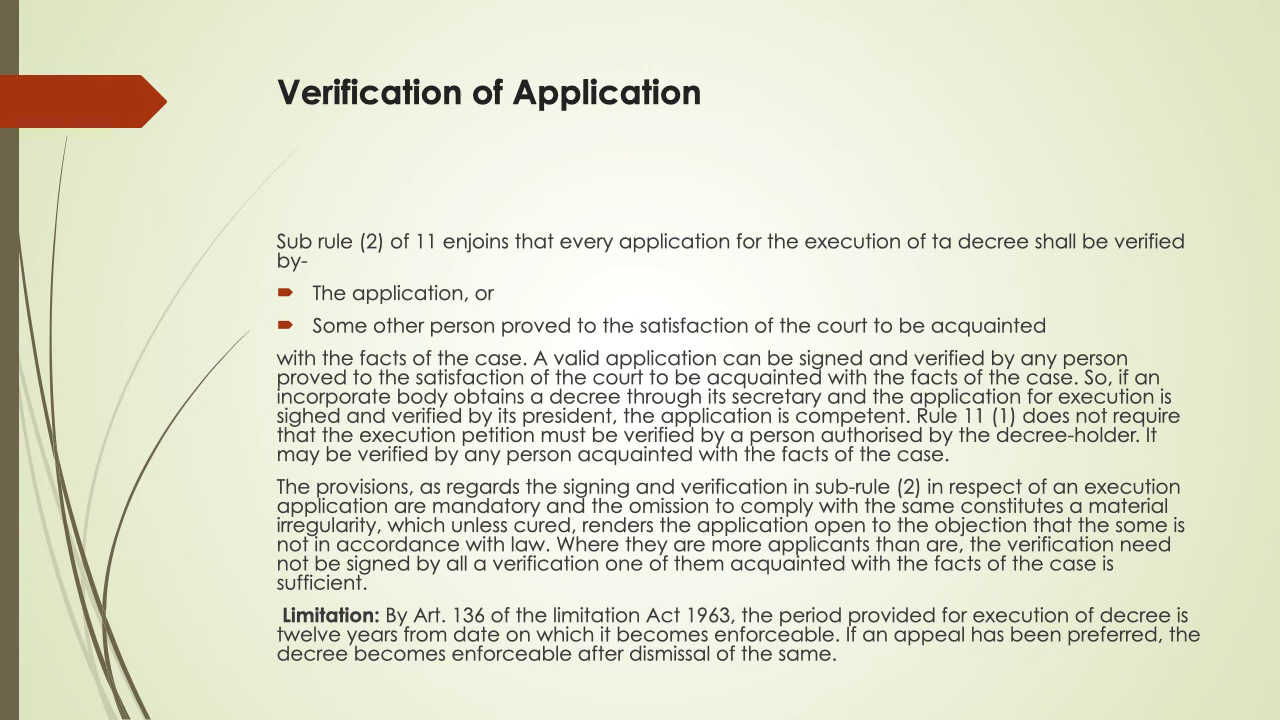 Verification of Application
Sub rule (2) of 11 enjoins that every application for the execution of ta decree shall be verified
by-
The application, or
Some other person proved to the satisfaction of the court to be acquainted
with the facts of the case. A valid application can be signed and verified by any person
proved to the satisfaction of the court to be acquainted with the facts of the case. So, if an
incorporate body obtains a decree through its secretary and the application for execution is
sighed and verified by its president, the application is competent. Rule 11 (1) does not require
that the execution petition must be verified by a person authorised by the decree-holder. It
may be verified by any person acquainted with the facts of the case.
The provisions, as regards the signing and verification in sub-rule (2) in respect of an execution
application are mandatory and the omission to comply with the same constitutes a material
irregularity, which unless cured, renders the application open to the objection that the some is
not in accordance with law. Where they are more applicants than are, the verification need
not be signed by all a verification one of them acquainted with the facts of the case is
sufficient.
Limitation: By Art. 136 of the limitation Act 1963, the period provided for execution of decree is
twelve years from date on which it becomes enforceable. If an appeal has been preferred, the
decree becomes enforceable after dismissal of the same.